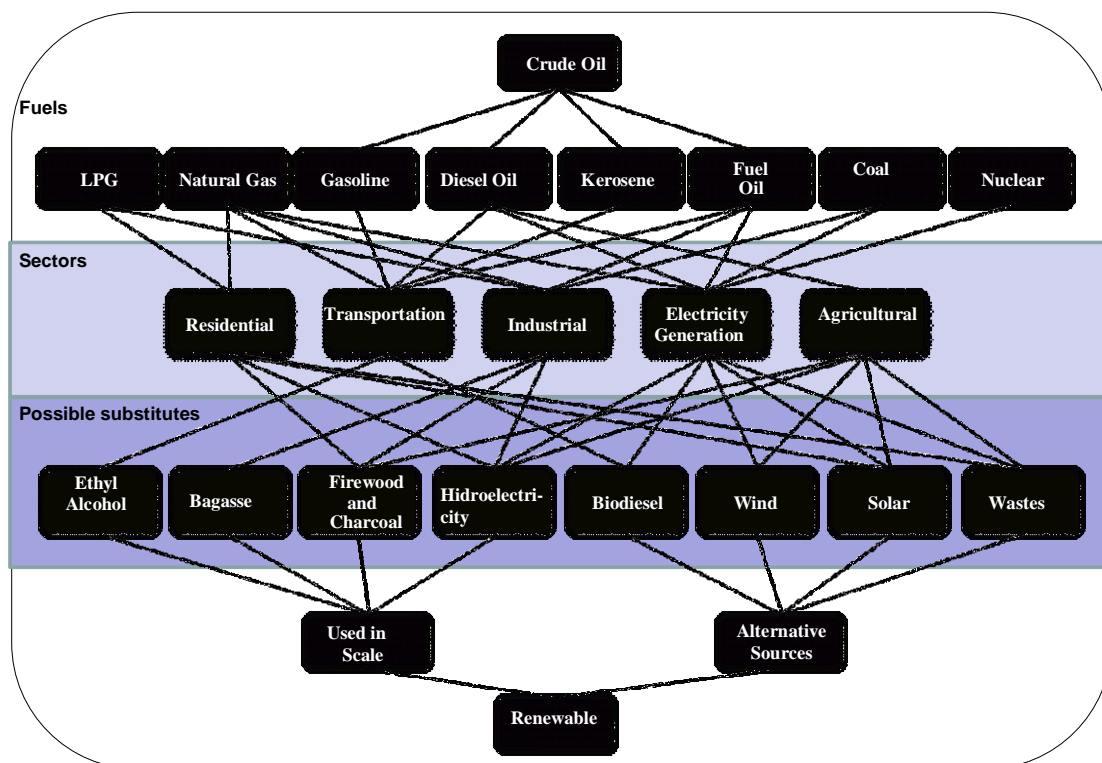 Crude Oil
Fuels
LPG
Natural Gas
Gasoline
Diesel Oil
Kerosene
Fuel
Oil
Coal
Nuclear
Sectors
Residential
Transportation
Industrial
Electricity
Generation
Agricultural
Possible substitutes
Ethyl
Alcohol
Bagasse
Firewood
and
Charcoal
Hidroelectri-
city
Biodiesel
Wind
Solar
Wastes
Used in
Scale
Alternative
Sources
Renewable